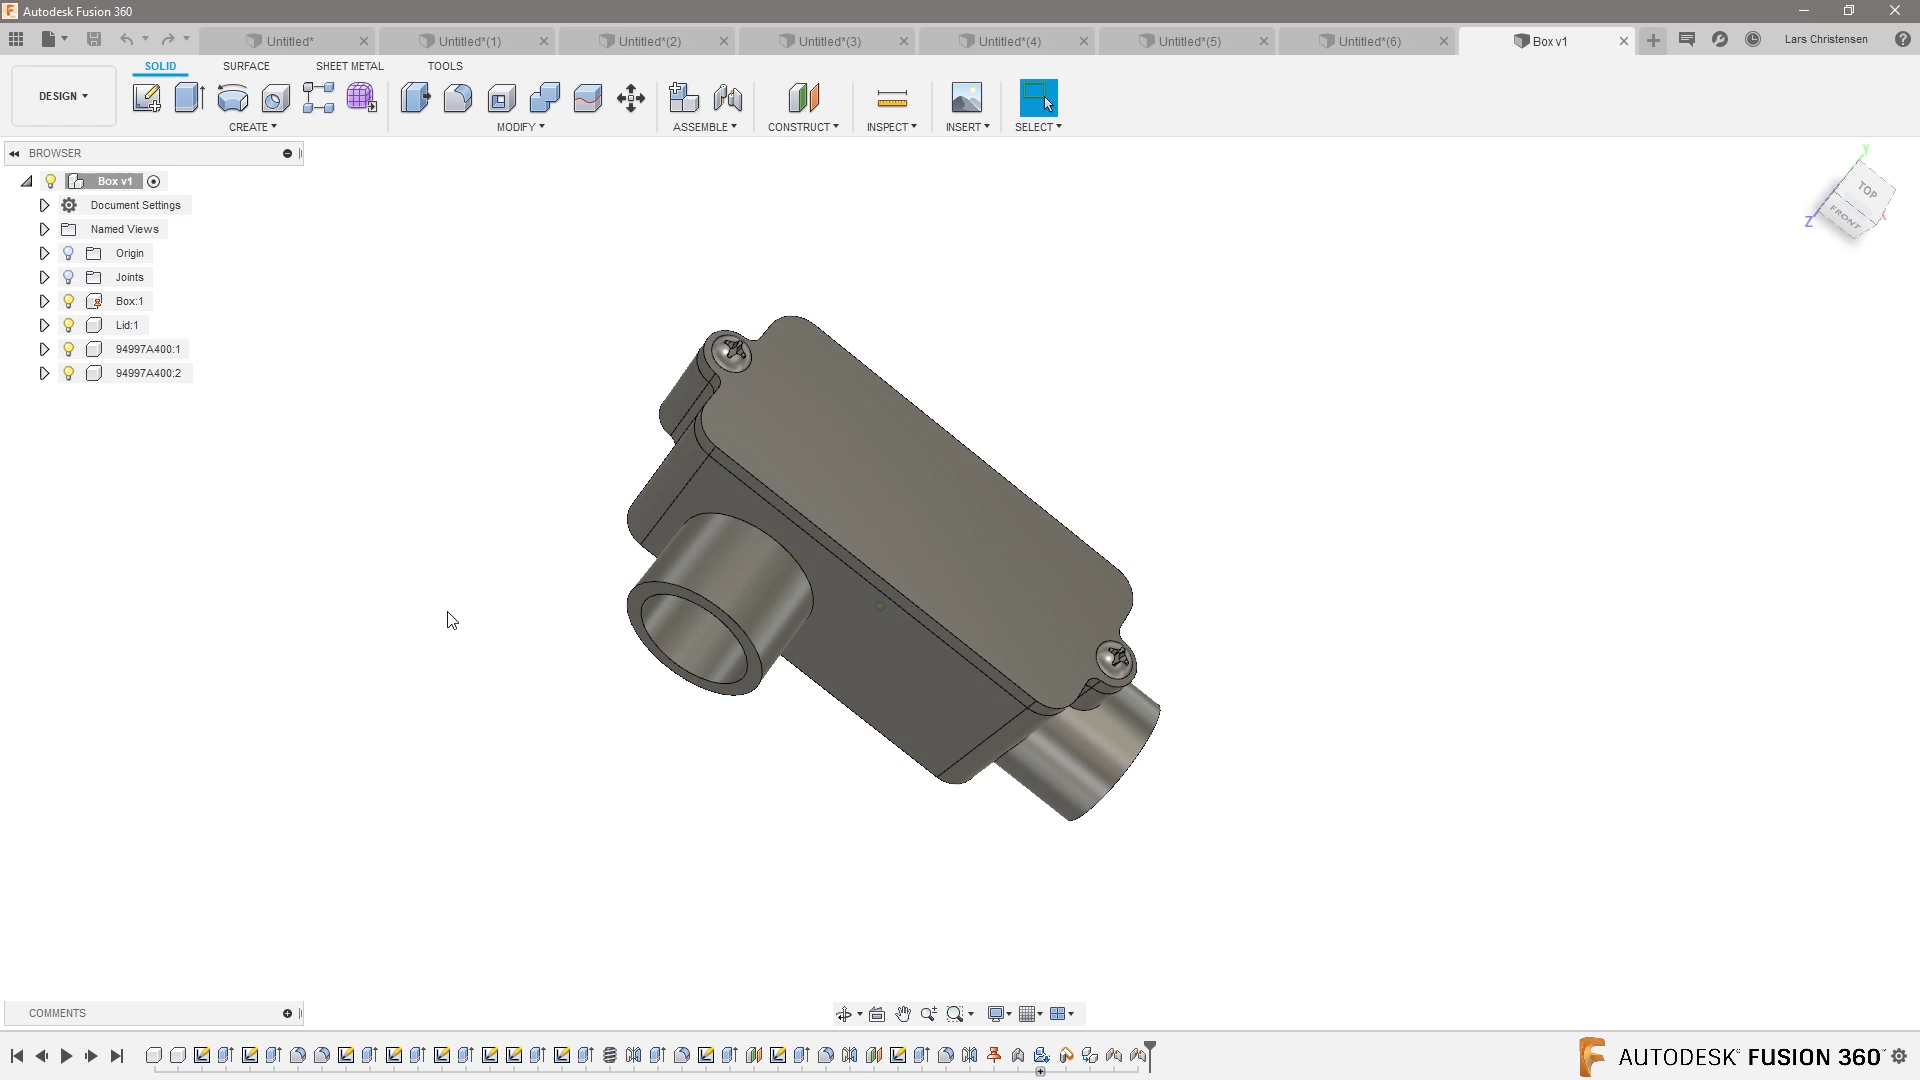 Autodesk Fusion 360
Untitled*
Untitled*(1)
Untitled*(2)
Untitled*(3)
Untitled*(4)
Untitled*(5)
Untitled*(6)
Box v1
Lars Christensen
DESIGN
SOLID
SURFACE
SHEET METAL
TOOLS
CREATE
MODIFY
ASSEMBLE
CONSTRUCT
INSPECT
INSERT
SELECT
BROWSER
Box v1
Document Settings
Named Views
Origin
Joints
Box:1
Lid:1
94997A400:1
94997A400:2
Y
TOP
FRONT
Z
X
COMMENTS
AUTODESK® FUSION 360™